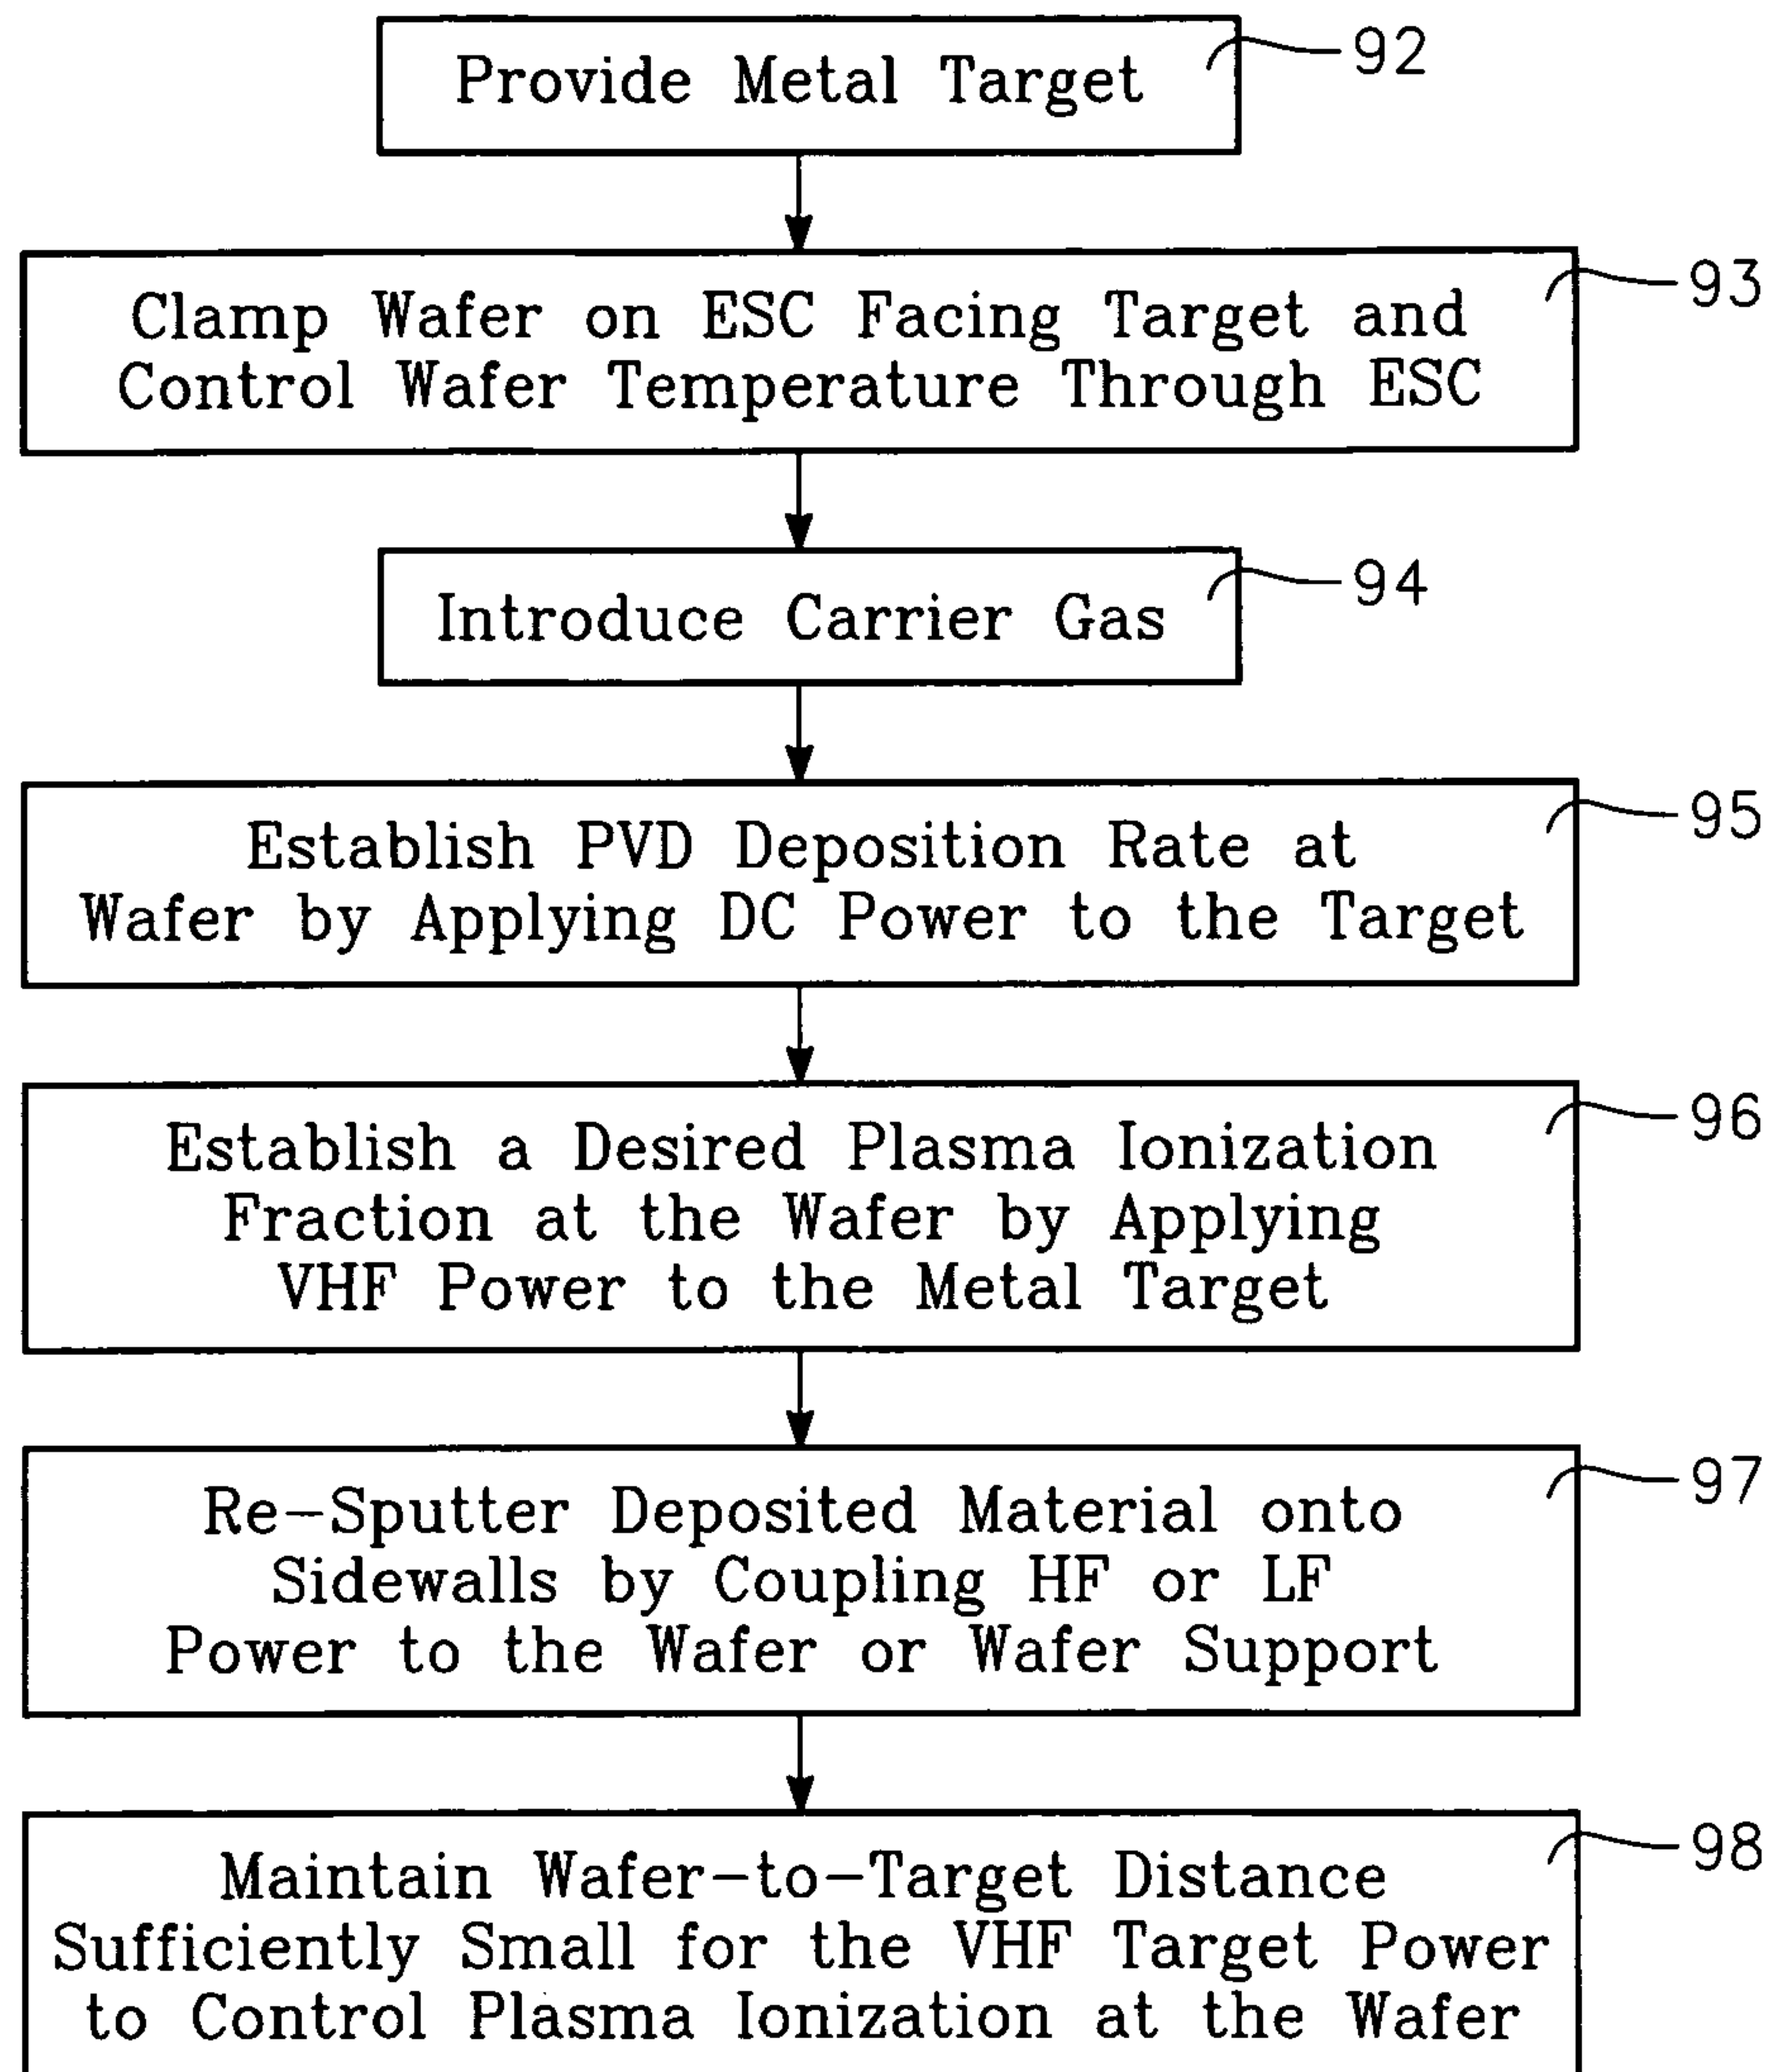 Provide Metal Target
92
Clamp Wafer on ESC Facing Target and
Control Wafer Temperature Through ESC
93
Introduce Carrier Gas
94
Establish PVD Deposition Rate at
Wafer by Applying DC Power to the Target
95
Establish a Desired Plasma Ionization
Fraction at the Wafer by Applying
VHF Power to the Metal Target
96
Re-Sputter Deposited Material onto
Sidewalls by Coupling HF or LF
Power to the Wafer or Wafer Support
97
Maintain Wafer-to-Target Distance
Sufficiently Small for the VHF Target Power
to Control Plasma Ionization at the Wafer
98